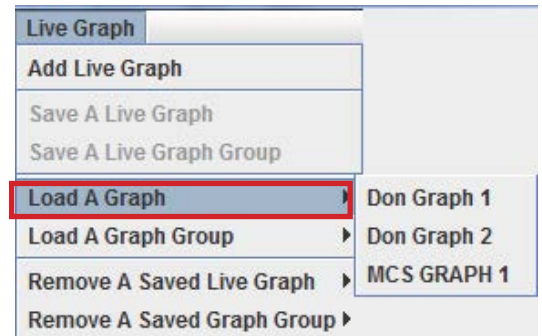 Live Graph
Add Live Graph
Save A Live Graph
Save A Live Graph Group
Load A Graph
Don Graph 1
Load A Graph Group
Don Graph 2
MCS GRAPH 1
Remove A Saved Live Graph
Remove A Saved Graph Group